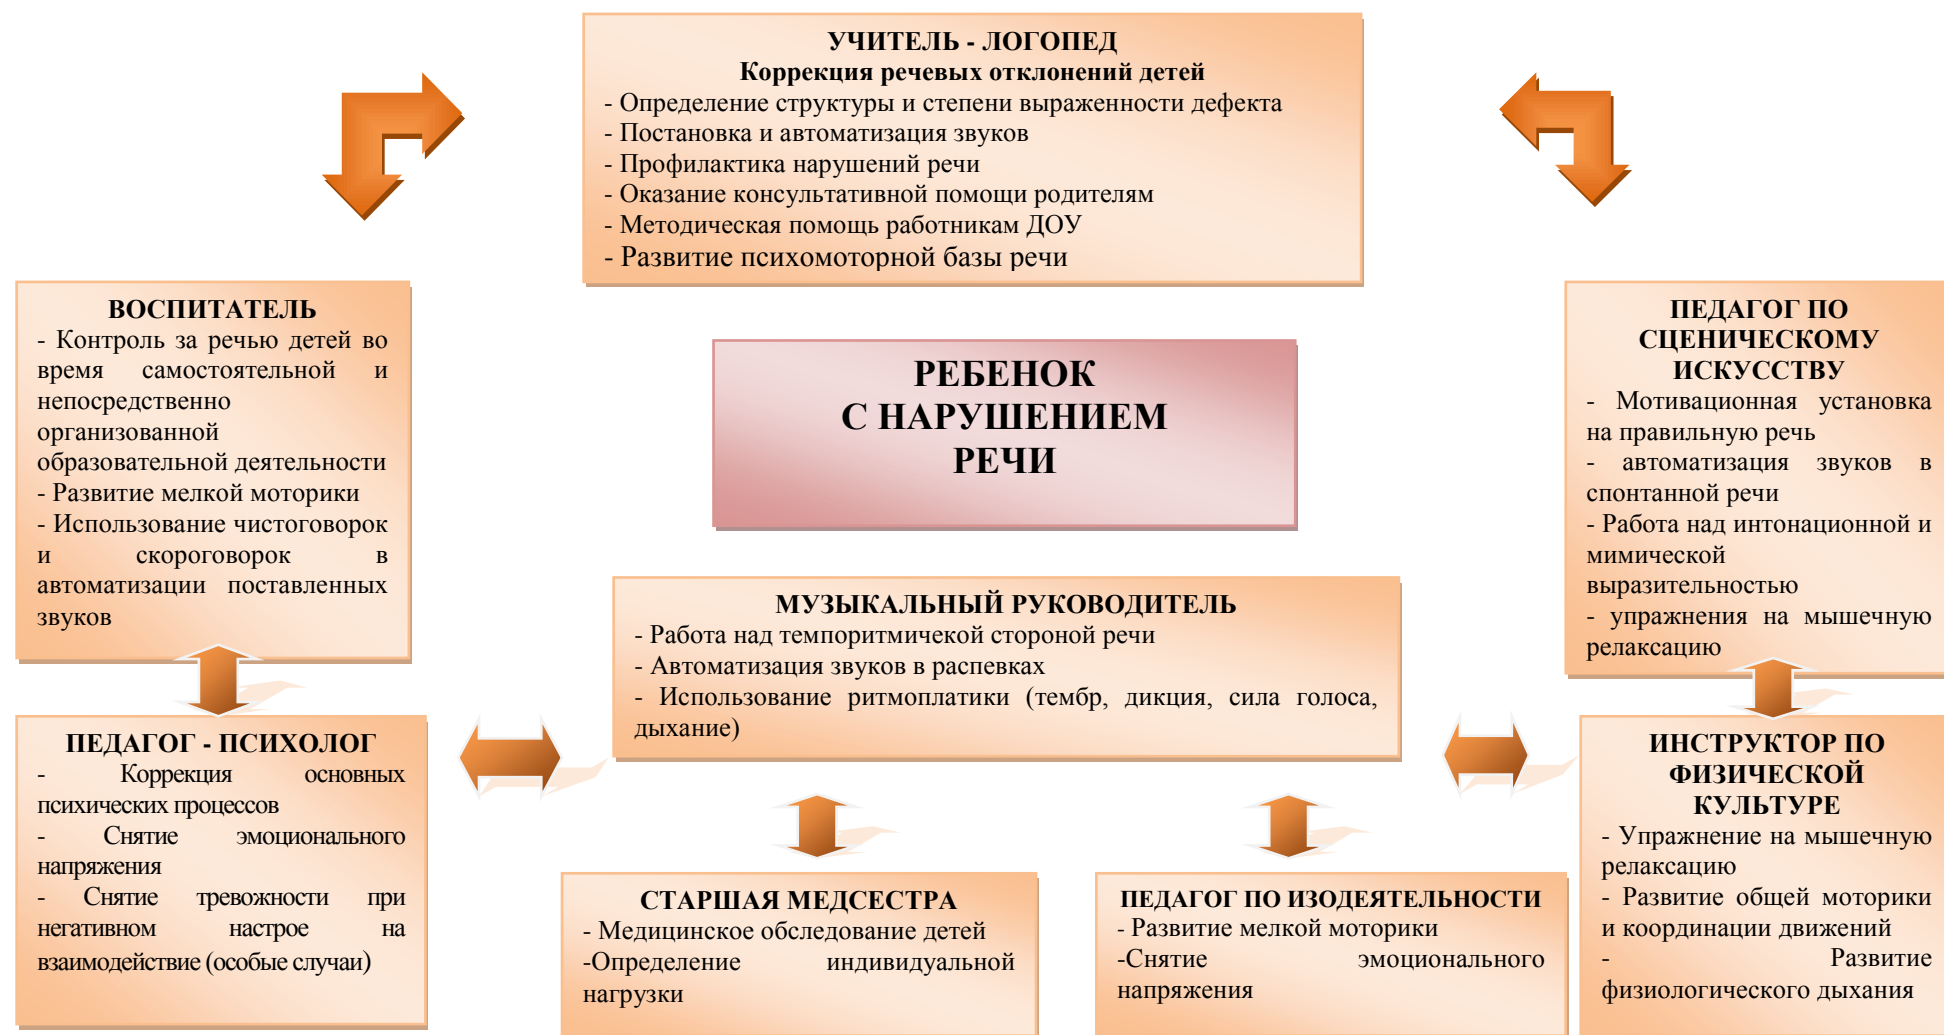 УЧИТЕЛЬ - ЛОГОПЕД
Коррекция речевых отклонений детей
- Определение структуры и степени выраженности дефекта
- Постановка и автоматизация звуков
- Профилактика нарушений речи
- Оказание консультативной помощи родителям
- Методическая помощь работникам ДОУ
- Развитие психомоторной базы речи
ВОСПИТАТЕЛЬ
- Контроль за речью детей во
время самостоятельной и
непосредственно
организованной
образовательной деятельности
- Развитие мелкой моторики
- Использование чистоговорок
и скороговорок в
автоматизации поставленных
звуков
РЕБЕНОК
С НАРУШЕНИЕМ
РЕЧИ
ПЕДАГОГ ПО
СЦЕНИЧЕСКОМУ
ИСКУССТВУ
- Мотивационная установка
на правильную речь
- автоматизация звуков в
спонтанной речи
- Работа над интонационной и
мимической
выразительностью
- упражнения на мышечную
релаксацию
МУЗЫКАЛЬНЫЙ РУКОВОДИТЕЛЬ
- Работа над темпоритмичекой стороной речи
- Автоматизация звуков в распевках
- Использование ритмоплатики (тембр, дикция, сила голоса,
дыхание)
ПЕДАГОГ - ПСИХОЛОГ
- Коррекция основных
психических процессов
- Снятие эмоционального
напряжения
- Снятие тревожности при
негативном настрое на
взаимодействие (особые случаи)
СТАРШАЯ МЕДСЕСТРА
- Медицинское обследование детей
-Определение индивидуальной
нагрузки
ПЕДАГОГ ПО ИЗОДЕЯТЕЛЬНОСТИ
- Развитие мелкой моторики
-Снятие эмоционального
напряжения
ИНСТРУКТОР ПО
ФИЗИЧЕСКОЙ
КУЛЬТУРЕ
- Упражнение на мышечную
релаксацию
- Развитие общей моторики
и координации движений
- Развитие
физиологического дыхания